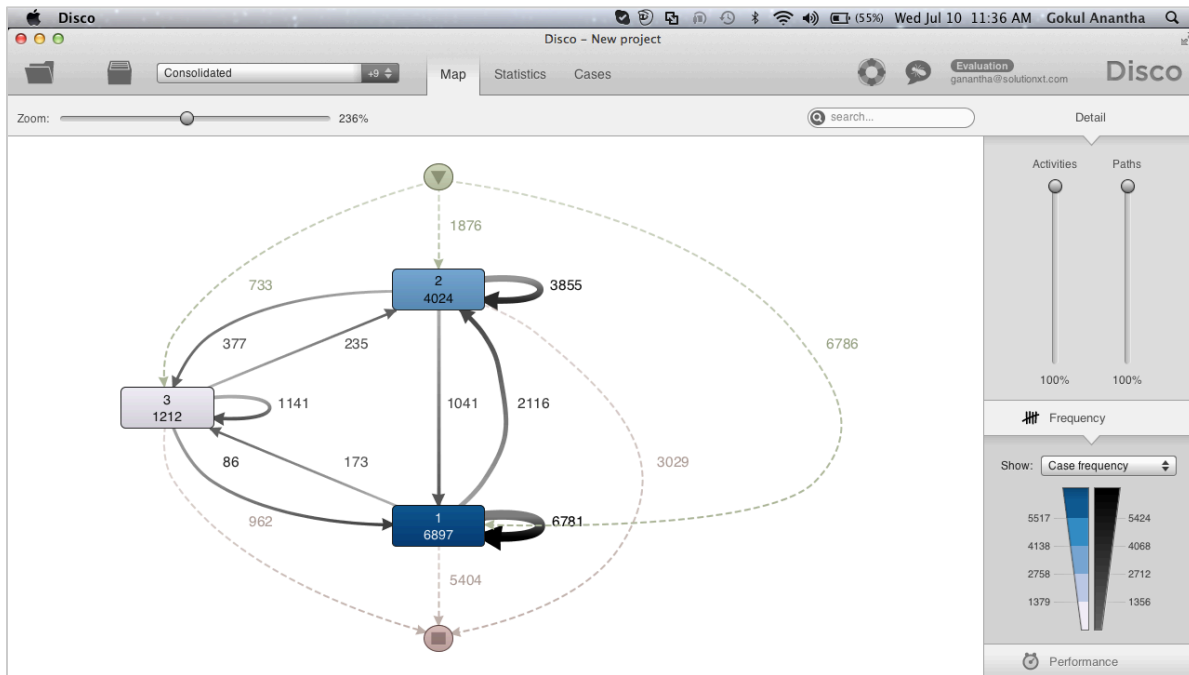 Disco
(55%) Wed Jul 10 11:36 AM Gokul Anantha
Disco – New project
Consolidated
+9
Map
Statistics
Cases
Evaluation
ganantha@solutionxt.com
Disco
Zoom:
236%
search...
Detail
Activities
Paths
1876
733
2
4024
3855
377
235
6786
3
1212
1141
1041
2116
100%
100%
Frequency
86
173
3029
Show:
Case frequency
962
1
6897
6781
5404
5517
5424
4138
4068
2758
2712
1379
1356
Performance